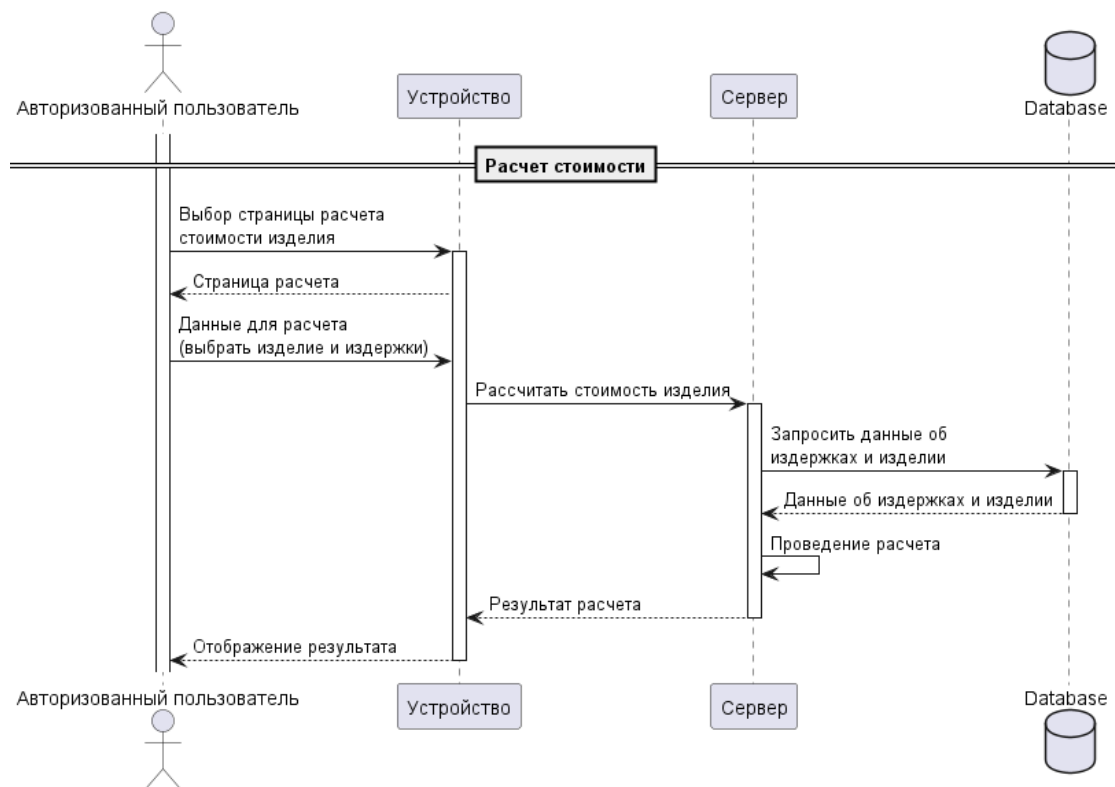 Авторизованный пользователь
Устройство
Сервер
Database
Расчет стоимости
Выбор страницы расчета
стоимости изделия
Страница расчета
Данные для расчета
(выбрать изделие и издержки)
Рассчитать стоимость изделия
Запросить данные об
издержках и изделии
Данные об издержках и изделии
Проведение расчета
Результат расчета
Отображение результата
Авторизованный пользователь
Устройство
Сервер
Database